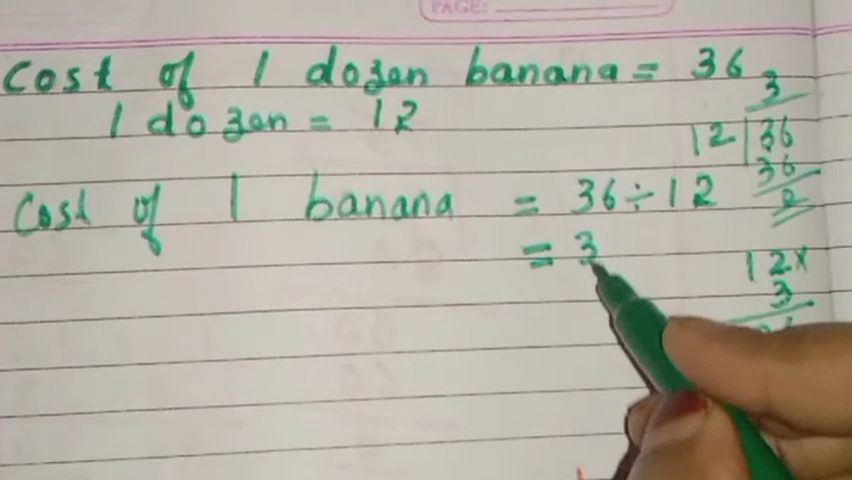 PAGE:
Cost of 1 dozen banana = 36
1 dozen = 12
Cost of 1 banana = 36 ÷ 12
= 3
3
12 36
36
12 x
3